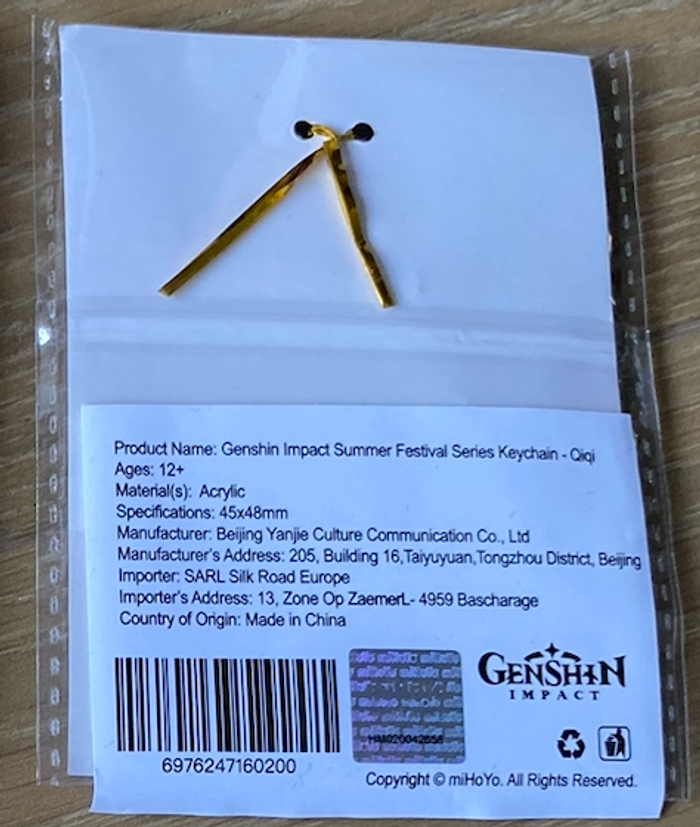 Product Name: Genshin Impact Summer Festival Series Keychain - Qiqi
Ages: 12+
Material(s): Acrylic
Specifications: 45x48mm
Manufacturer: Beijing Yanjie Culture Communication Co., Ltd
Manufacturer's Address: 205, Building 16,Taiyuyuan,Tongzhou District, Beijing
Importer: SARL Silk Road Europe
Importer's Address: 13, Zone Op ZaemerL- 4959 Bascharage
Country of Origin: Made in China
GENSHIN
IMPACT
6976247160200
Copyright © miHoYo. All Rights Reserved.